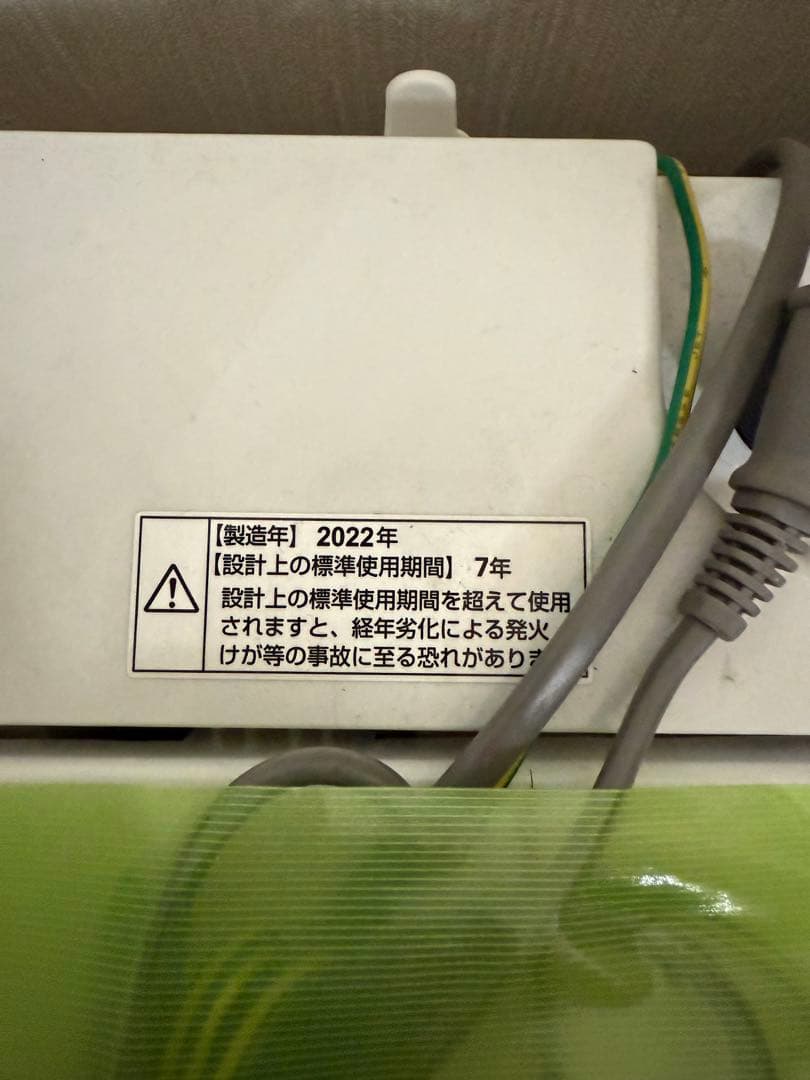 【製造年】 2022年
【設計上の標準使用期間】 7年
設計上の標準使用期間を超えて使用
されますと、経年劣化による発火
けが等の事故に至る恐れがありま